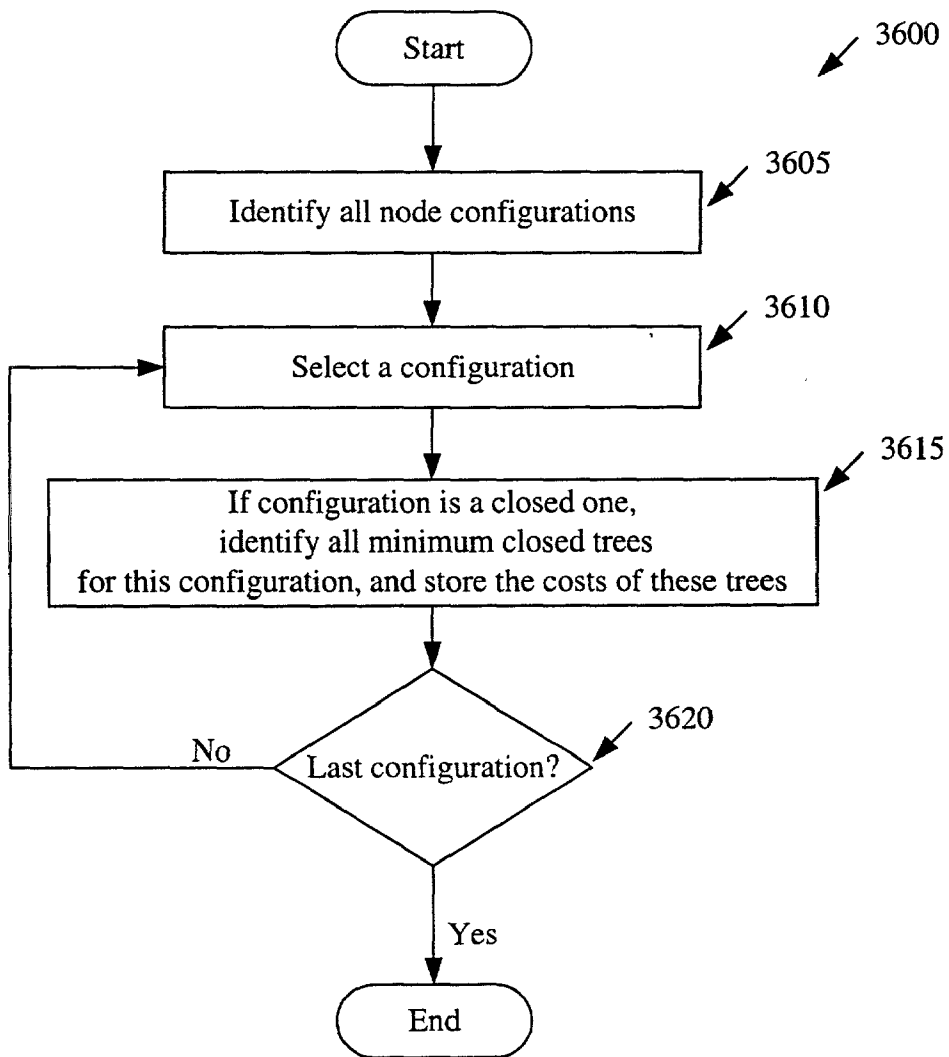 Start
3600
3605
Identify all node configurations
3610
Select a configuration
3615
If configuration is a closed one,
identify all minimum closed trees
for this configuration, and store the costs of these trees
3620
No
Last configuration?
Yes
End